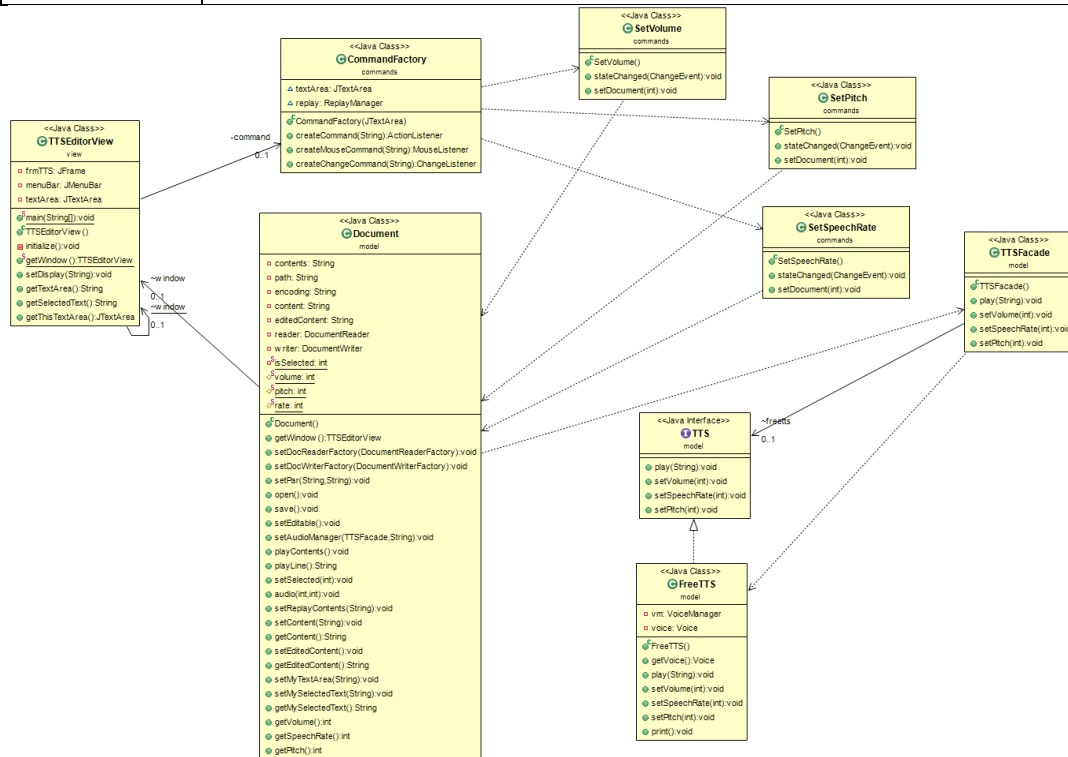 <<Java Class>>
SetVolume
commands
SetVolume()
stateChanged(ChangeEvent):void
setDocument(int):void
<<Java Class>>
CommandFactory
commands
textArea: JTextArea
replay: ReplayManager
CommandFactory(JTextArea)
createCommand(String):ActionListener
createMouseCommand(String):MouseListener
createChangeCommand(String):ChangeListener
<<Java Class>>
SetPitch
commands
SetPitch()
stateChanged(ChangeEvent):void
setDocument(int):void
<<Java Class>>
TTSEditorView
view
frmTTS: JFrame
menuBar: JMenuBar
textArea: JTextArea
main(String[]):void
TTSEditorView()
initialize():void
getWindow():TTSEditorView
setDisplay(String):void
getTextArea():String
getSelectedText():String
getThisTextArea():JTextArea
-command
0..1
~window
0..1
~window
0..1
<<Java Class>>
Document
model
contents: String
path: String
encoding: String
content: String
editedContent: String
reader: DocumentReader
writer: DocumentWriter
isSelected: int
volume: int
pitch: int
rate: int
Document()
getWindow():TTSEditorView
setDocReaderFactory(DocumentReaderFactory):void
setDocWriterFactory(DocumentWriterFactory):void
setPar(String,String):void
open():void
save():void
setEditable():void
setAudioManager(TTSFacade,String):void
playContents():void
playLine():String
setSelected(int):void
audio(int,int):void
setReplayContents(String):void
setContent(String):void
getContent():String
setEditedContent():void
getEditedContent():String
setMyTextArea(String):void
setMySelectedText(String):void
getMySelectedText():String
getVolume():int
getSpeechRate():int
getPitch():int
<<Java Class>>
SetSpeechRate
commands
SetSpeechRate()
stateChanged(ChangeEvent):void
setDocument(int):void
<<Java Class>>
TTSFacade
model
TTSFacade()
play(String):void
setVolume(int):void
setSpeechRate(int):void
setPitch(int):void
~freetts
0..1
<<Java Interface>>
TTS
model
play(String):void
setVolume(int):void
setSpeechRate(int):void
setPitch(int):void
<<Java Class>>
FreeTTS
model
vm: VoiceManager
voice: Voice
FreeTTS()
getVoice():Voice
play(String):void
setVolume(int):void
setSpeechRate(int):void
setPitch(int):void
print():void